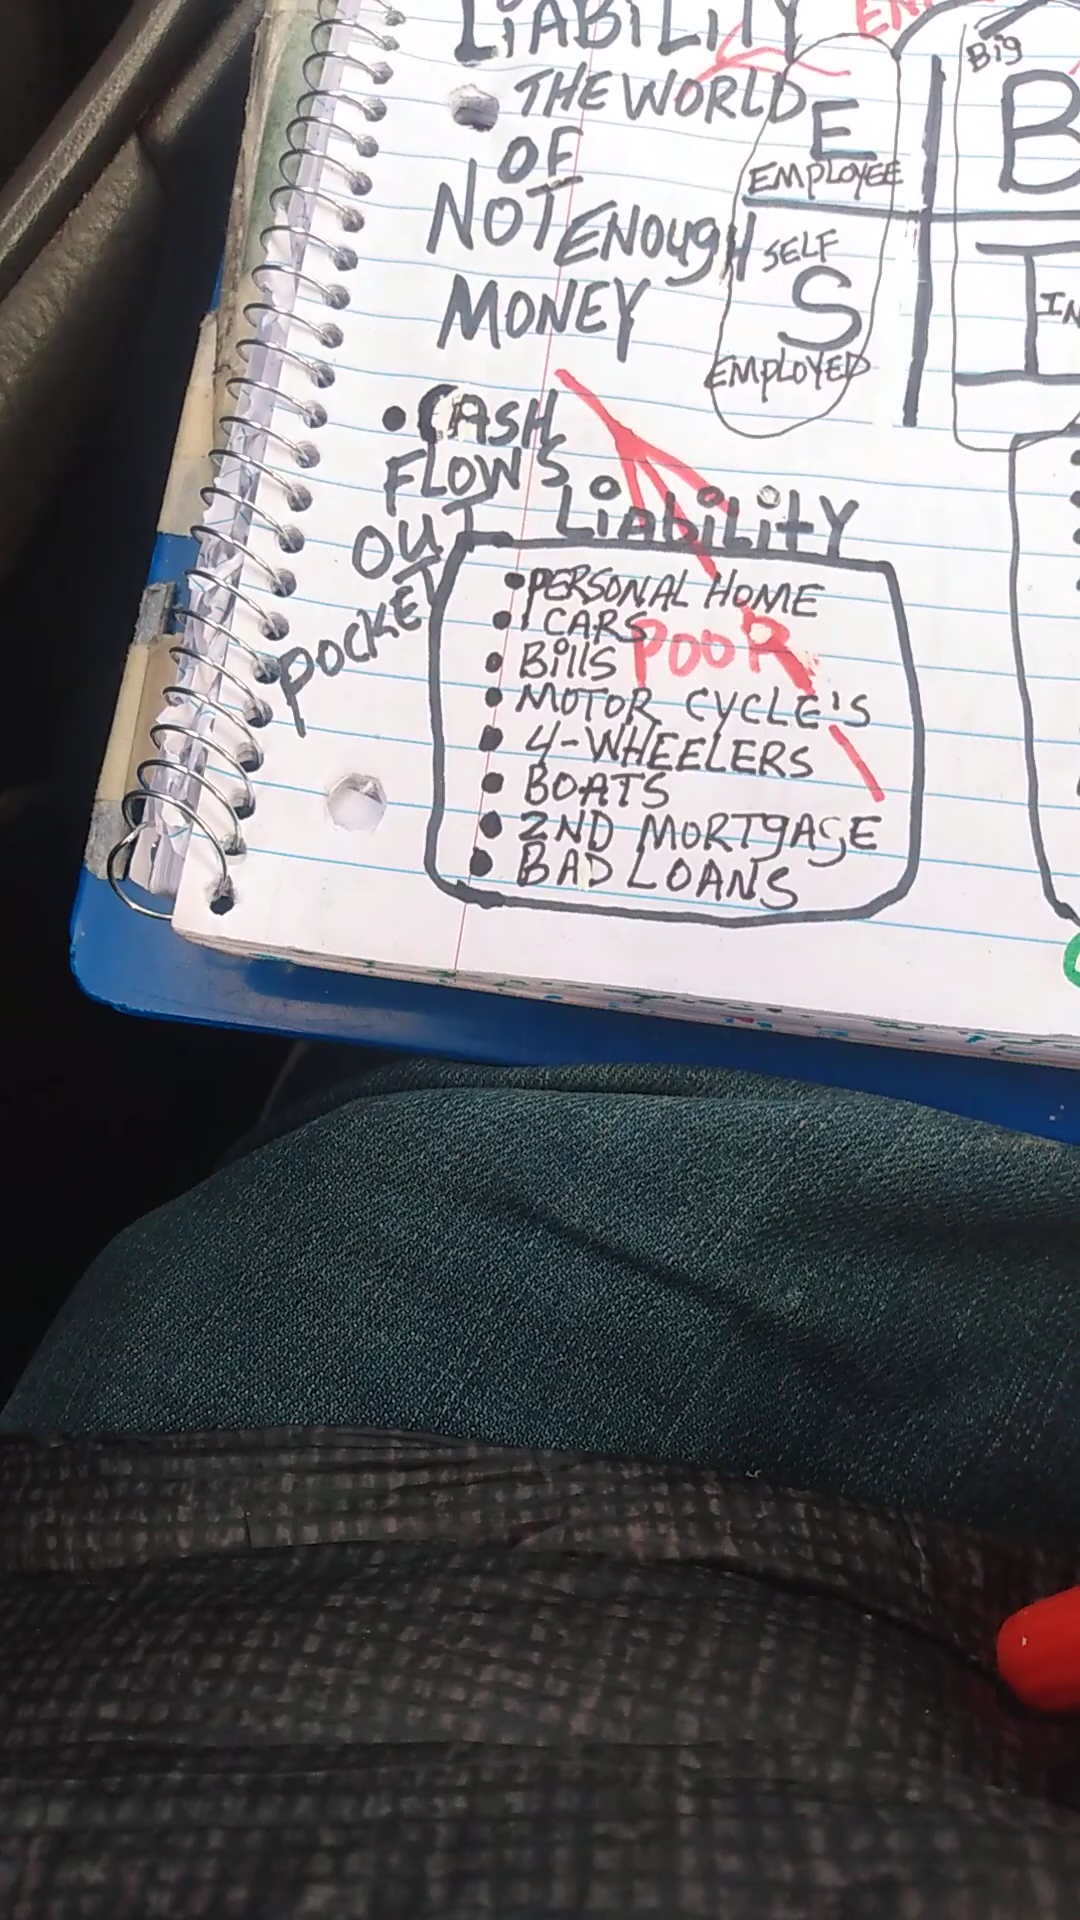 LiABiLiTY
THE WORLD
OF
NOT ENougH
MONEY
E
EMPLOYEE
SELF
S
EMPLOYED
Big
B
I
• CASH
FLOWS
OUT
POCKET
LiAbiLitY
• PERSONAL HOME
• CARS
• Bills
POOR
• MOTOR CYCLE'S
• 4-WHEELERS
• BOATS
• 2ND MORTgAgE
• BAD LOANS